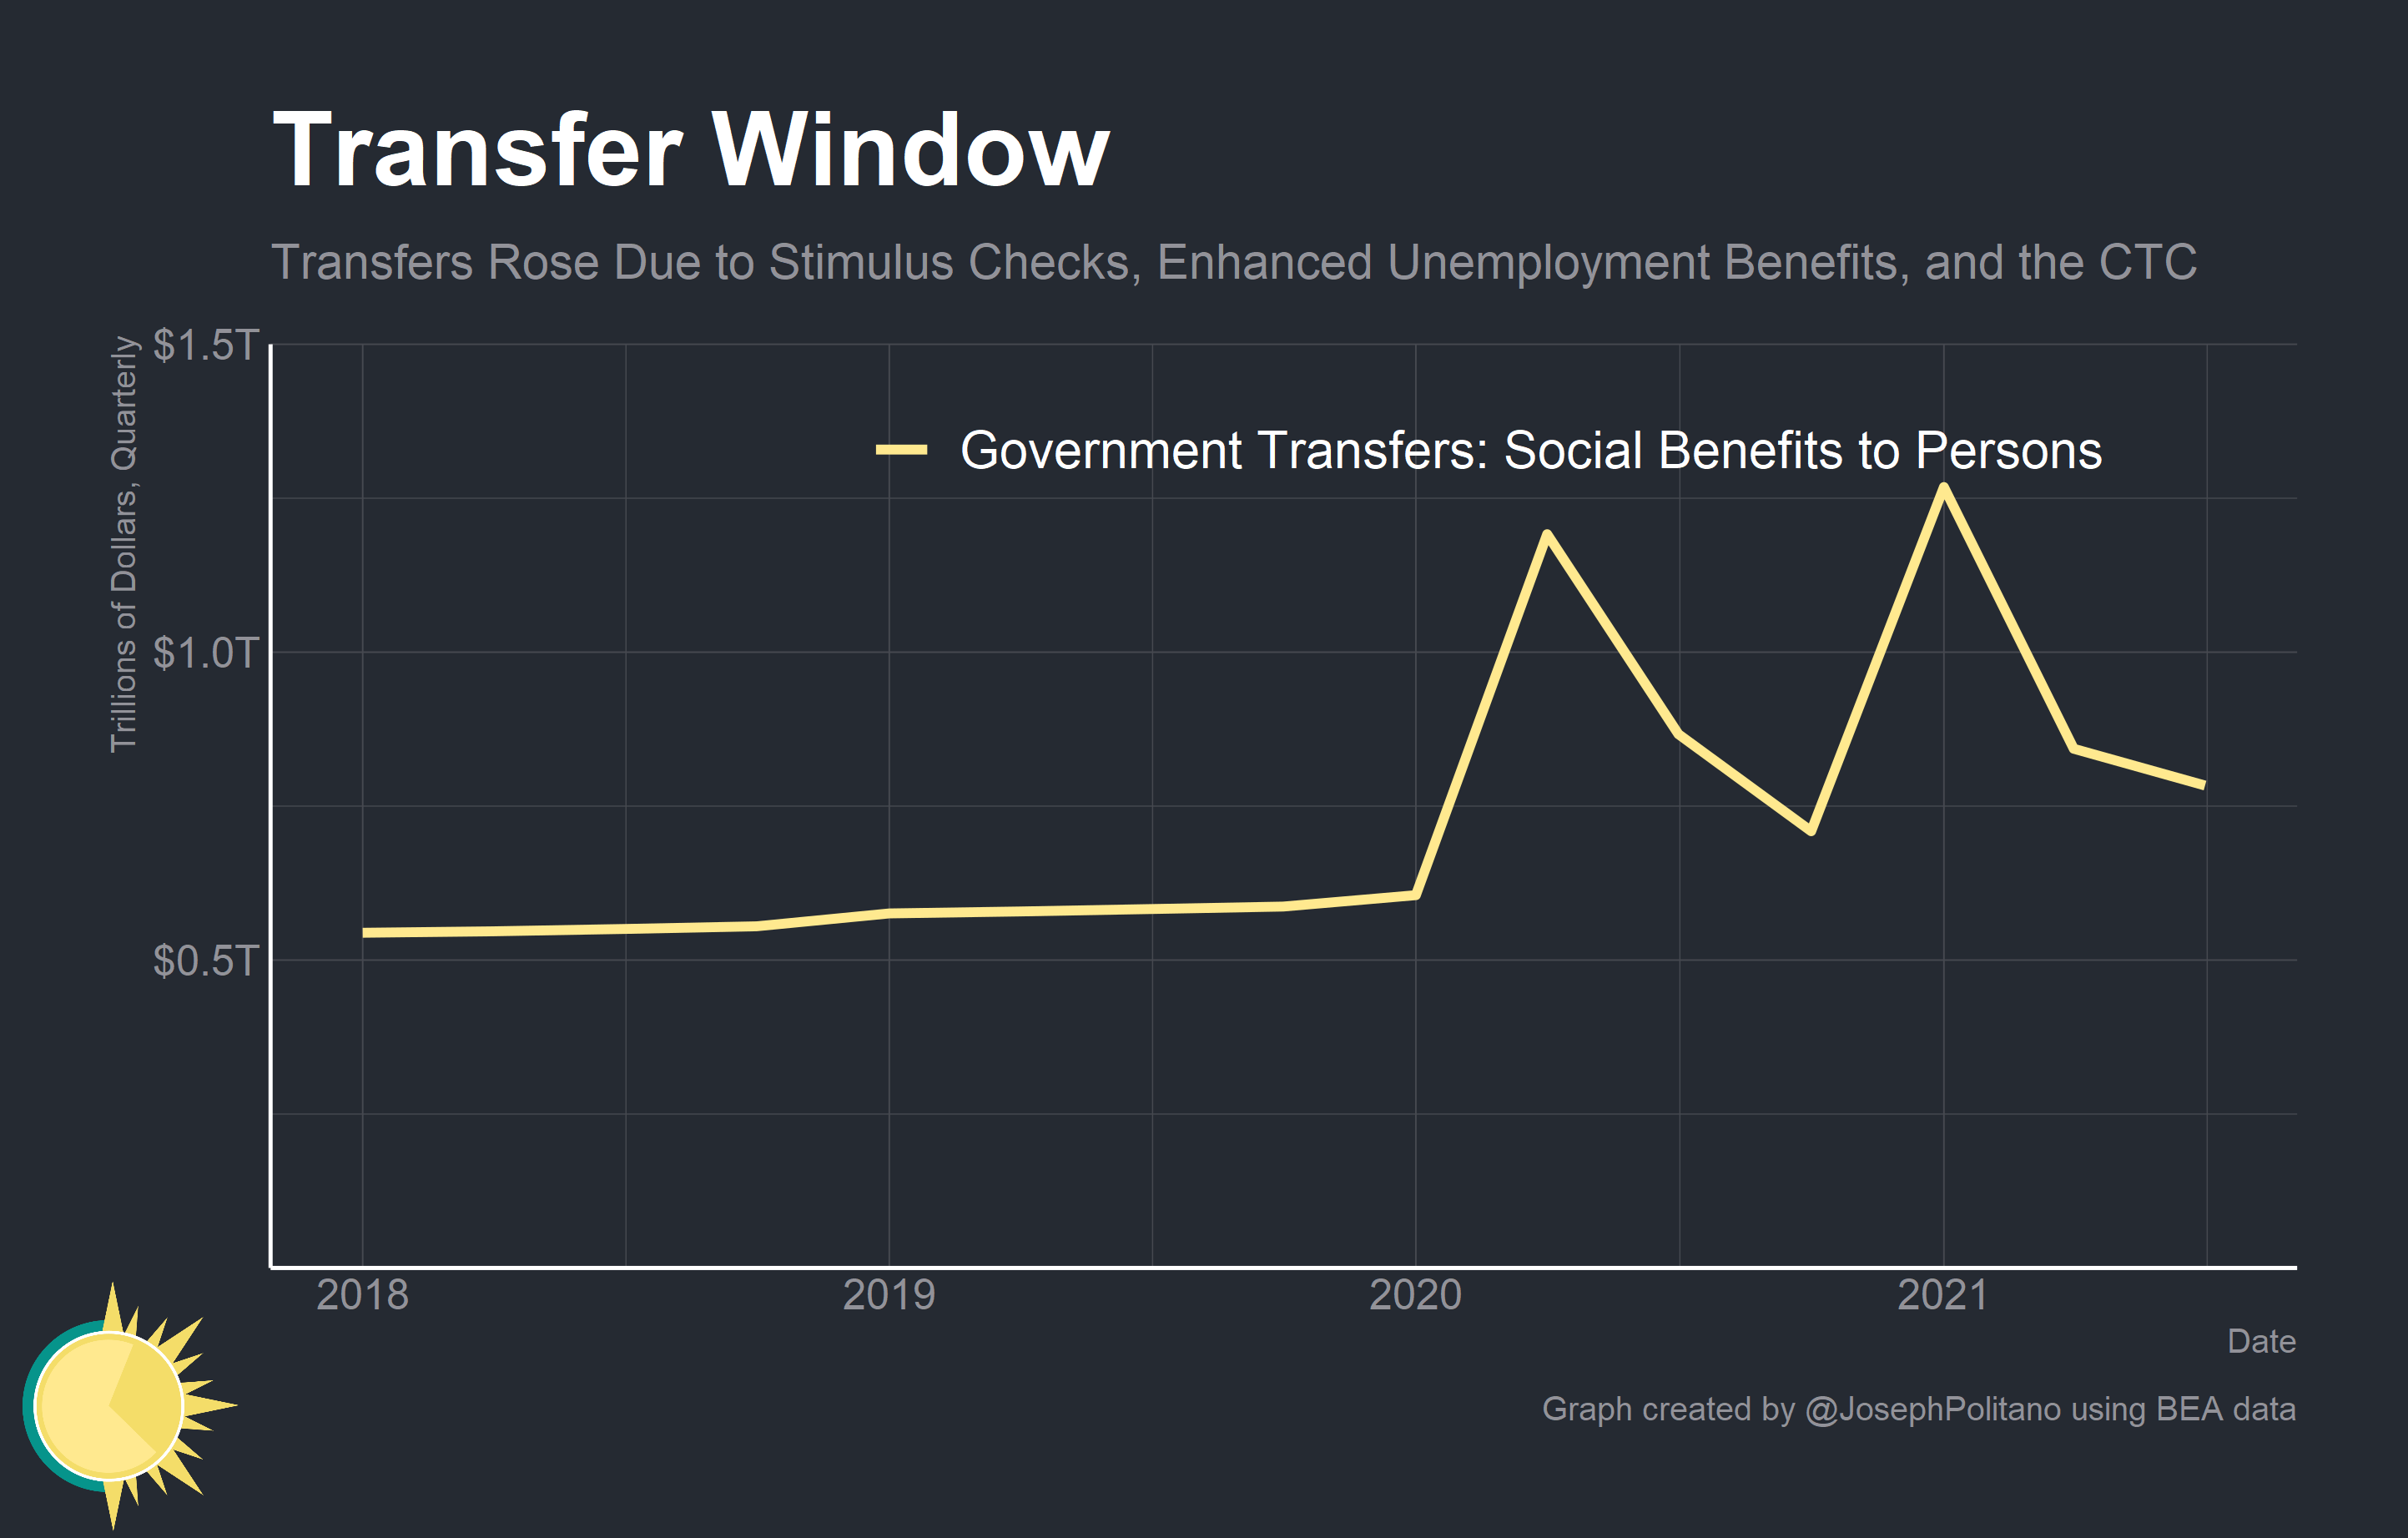 Transfer Window
Transfers Rose Due to Stimulus Checks, Enhanced Unemployment Benefits, and the CTC
Trillions of Dollars, Quarterly
$1.5T
$1.0T
$0.5T
Government Transfers: Social Benefits to Persons
2018
2019
2020
2021
Date
Graph created by @JosephPolitano using BEA data